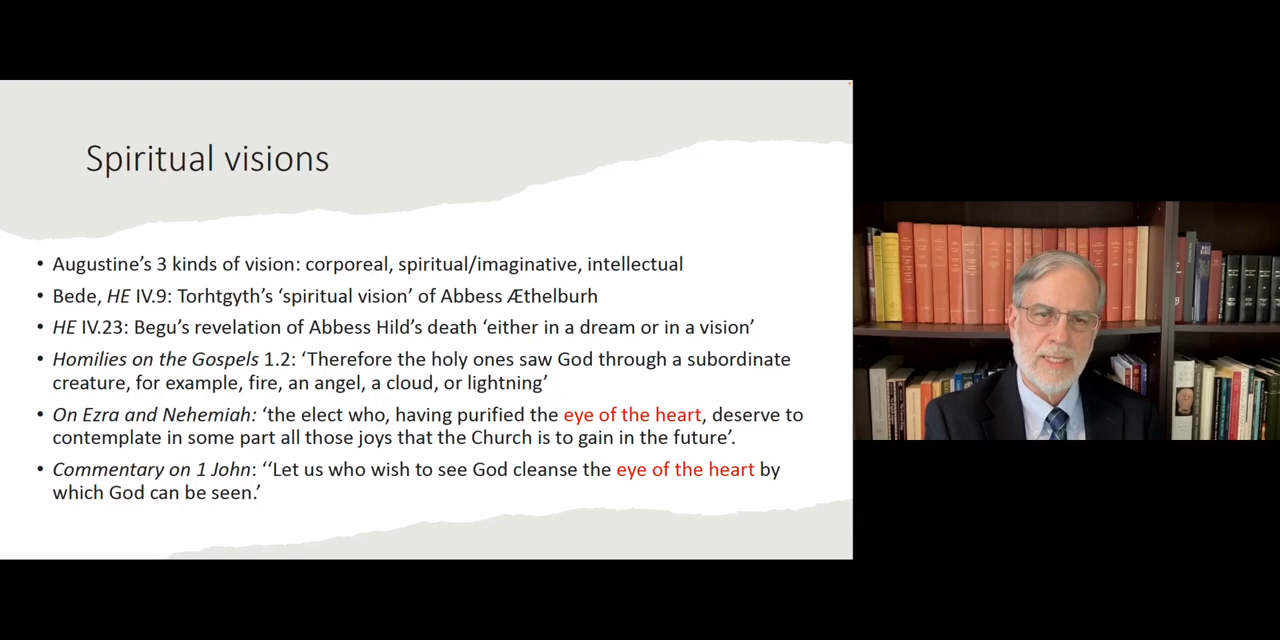 Spiritual visions
• Augustine’s 3 kinds of vision: corporeal, spiritual/imaginative, intellectual
• Bede, HE IV.9: Torhtgyth’s ‘spiritual vision’ of Abbess Æthelburh
• HE IV.23: Begu’s revelation of Abbess Hild’s death ‘either in a dream or in a vision’
• Homilies on the Gospels 1.2: ‘Therefore the holy ones saw God through a subordinate
creature, for example, fire, an angel, a cloud, or lightning’
• On Ezra and Nehemiah: ‘the elect who, having purified the eye of the heart, deserve to
contemplate in some part all those joys that the Church is to gain in the future’.
• Commentary on 1 John: ‘‘Let us who wish to see God cleanse the eye of the heart by
which God can be seen.’